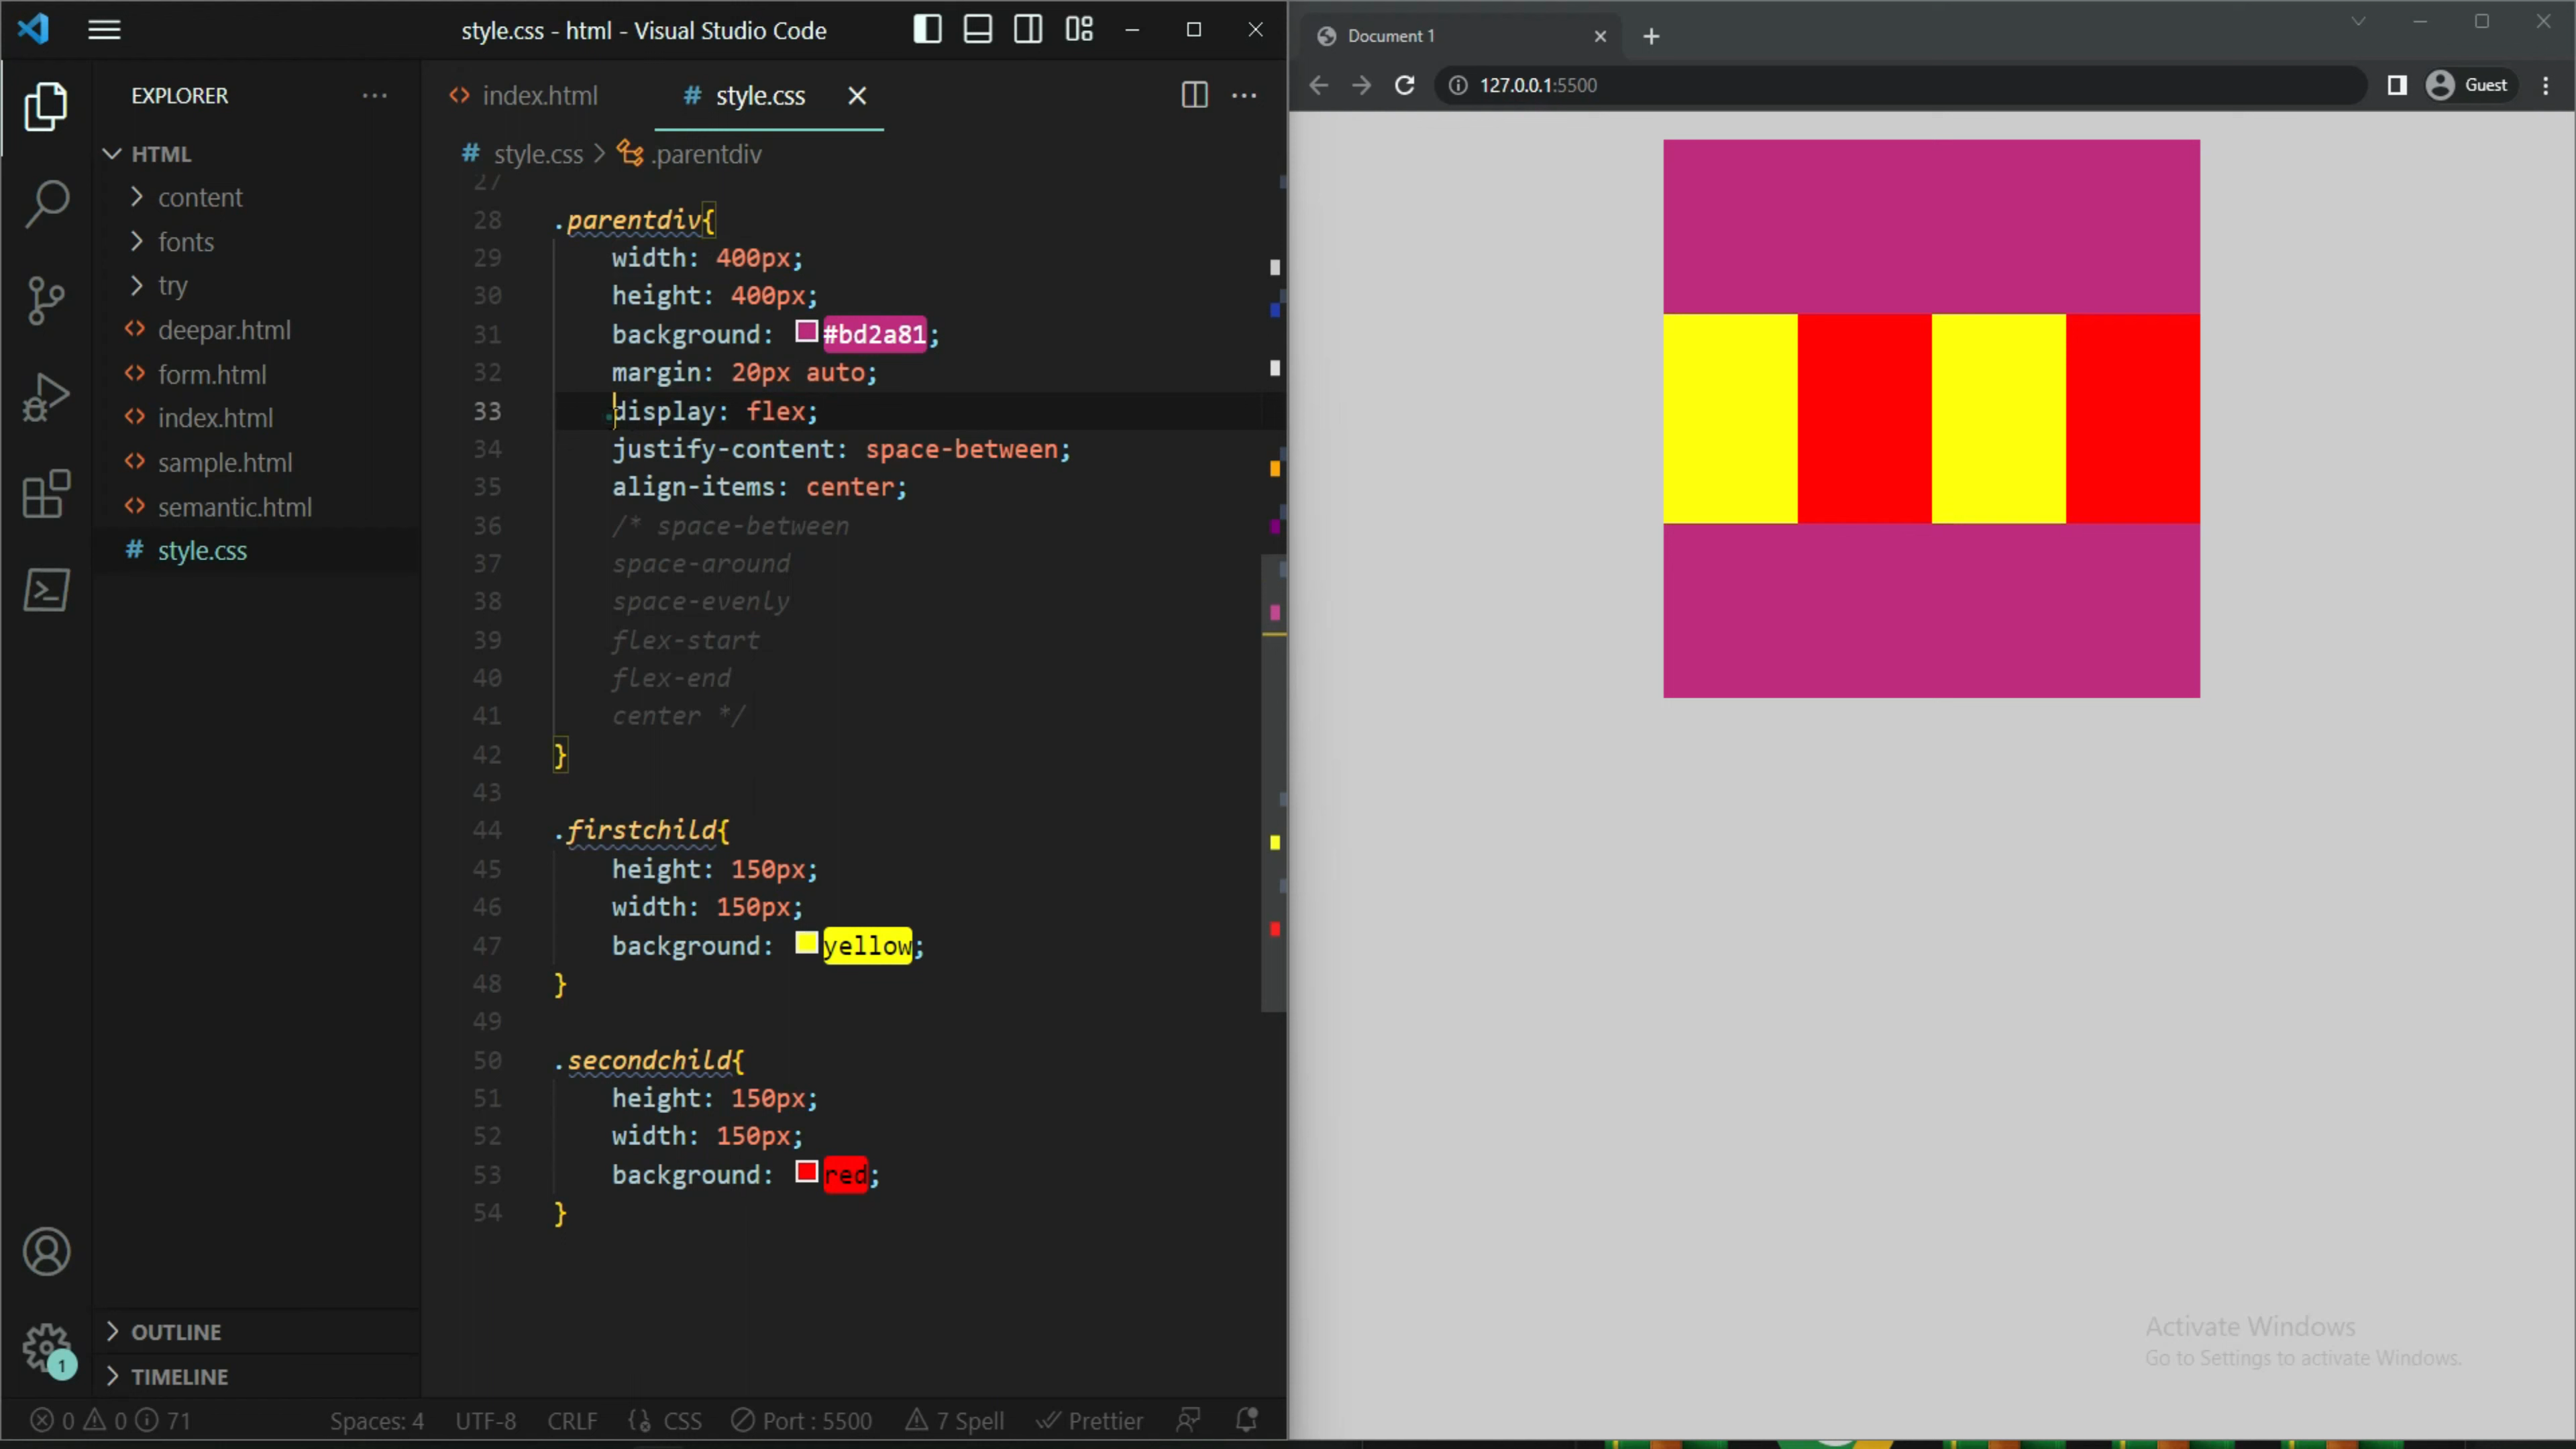 style.css - html - Visual Studio Code
EXPLORER
HTML
content
fonts
try
deepar.html
form.html
index.html
sample.html
semantic.html
# style.css
OUTLINE
TIMELINE
index.html
# style.css
# style.css > .parentdiv
27
28 .parentdiv{
29 width: 400px;
30 height: 400px;
31 background: #bd2a81;
32 margin: 20px auto;
33 display: flex;
34 justify-content: space-between;
35 align-items: center;
36 /* space-between
37 space-around
38 space-evenly
39 flex-start
40 flex-end
41 center */
42 }
43
44 .firstchild{
45 height: 150px;
46 width: 150px;
47 background: yellow;
48 }
49
50 .secondchild{
51 height: 150px;
52 width: 150px;
53 background: red;
54 }
1
0 0 71 Spaces: 4 UTF-8 CRLF CSS Port : 5500 7 Spell Prettier
Document 1
127.0.0.1:5500
Guest
Activate Windows
Go to Settings to activate Windows.